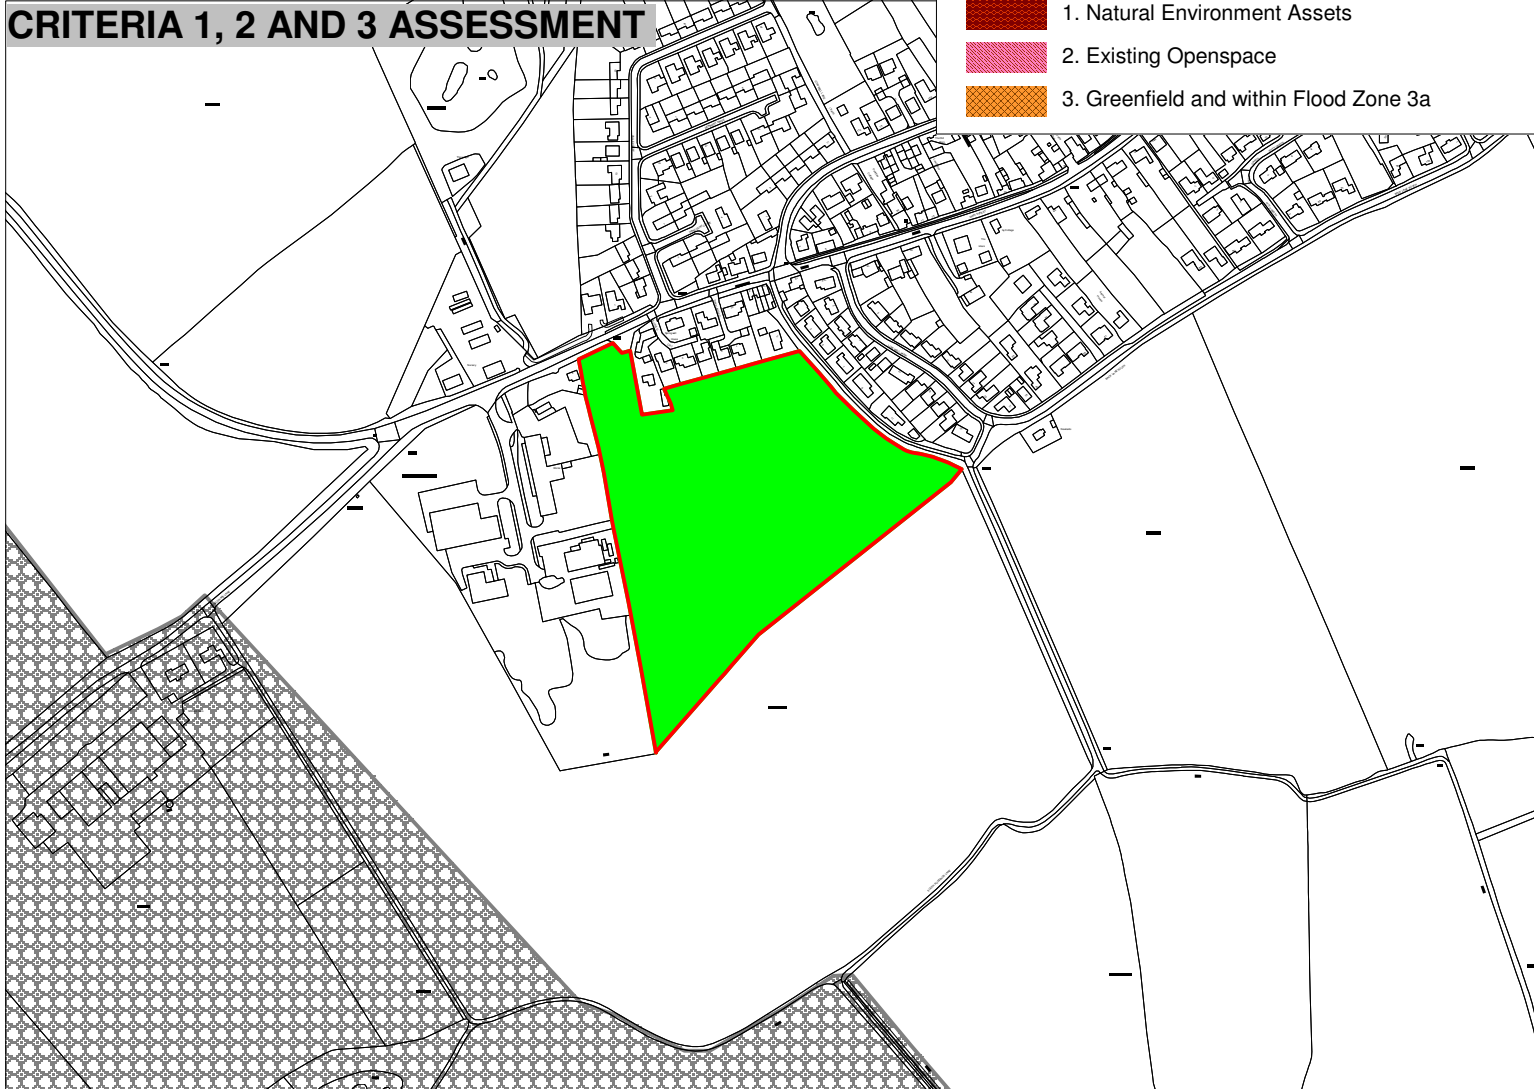 CRITERIA 1, 2 AND 3 ASSESSMENT
1. Natural Environment Assets
2. Existing Openspace
3. Greenfield and within Flood Zone 3a